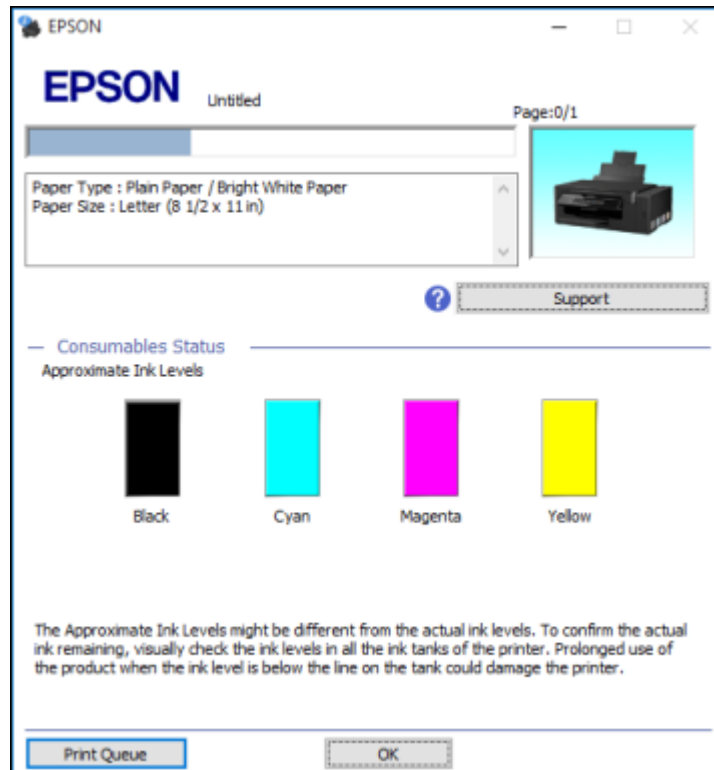 EPSON
EPSON
Untitled
Page:0/1
Paper Type : Plain Paper / Bright White Paper
Paper Size : Letter (8 1/2 x 11 in)
?
Support
Consumables Status
Approximate Ink Levels
Black Cyan Magenta Yellow
The Approximate Ink Levels might be different from the actual ink levels. To confirm the actual
ink remaining, visually check the ink levels in all the ink tanks of the printer. Prolonged use of
the product when the ink level is below the line on the tank could damage the printer.
Print Queue OK